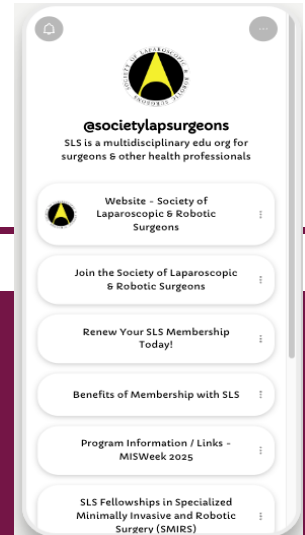 SOCIETY OF LAPAROSCOPIC & ROBOTIC SURGEONS
@societylapsurgeons
SLS is a multidisciplinary edu org for
surgeons & other health professionals
Website - Society of
Laparoscopic & Robotic
Surgeons
Join the Society of Laparoscopic
& Robotic Surgeons
Renew Your SLS Membership
Today!
Benefits of Membership with SLS
Program Information / Links -
MISWeek 2025
SLS Fellowships in Specialized
Minimally Invasive and Robotic
Surgery (SMIRS)